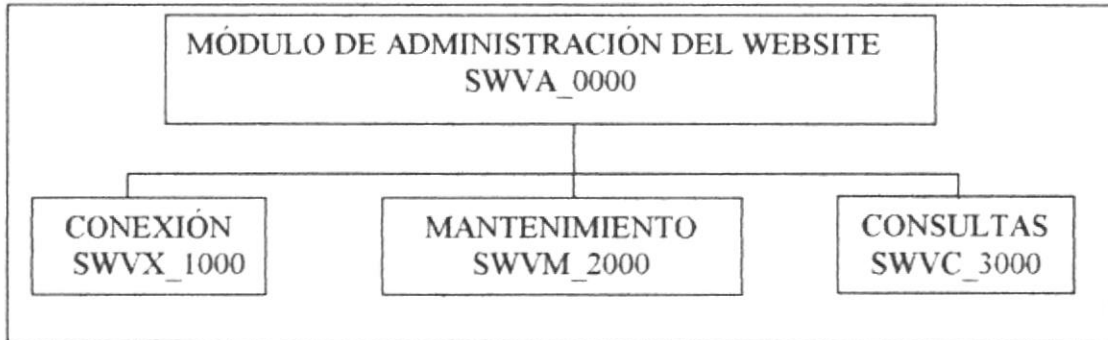 MÓDULO DE ADMINISTRACIÓN DEL WEBSITE
SWVA_0000
CONEXIÓN
SWVX_1000
MANTENIMIENTO
SWVM_2000
CONSULTAS
SWVC_3000